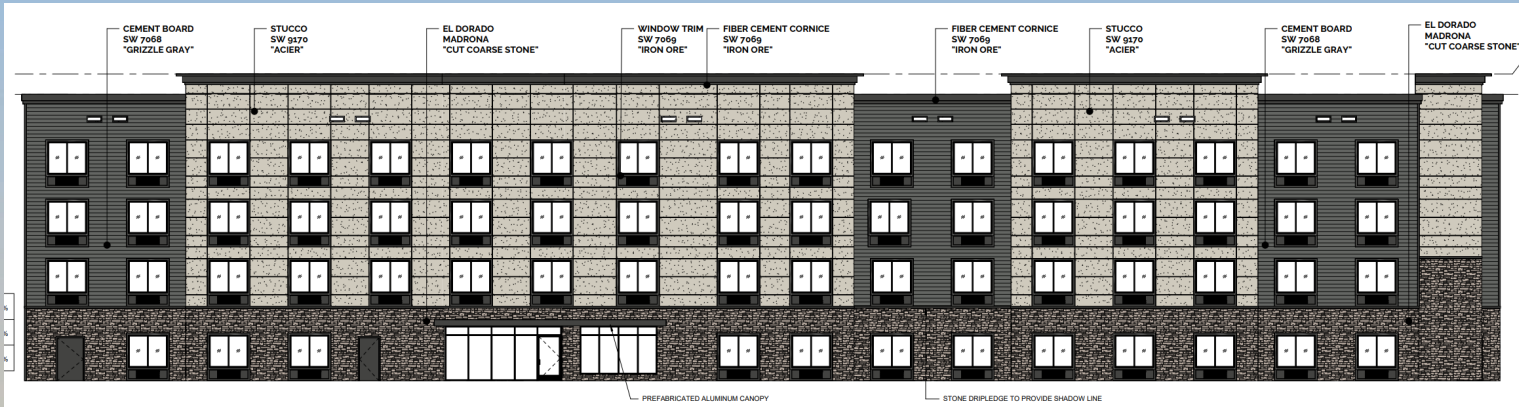 CEMENT BOARD
SW 7068
"GRIZZLE GRAY"
STUCCO
SW 9170
"ACIER"
EL DORADO
MADRONA
"CUT COARSE STONE"
WINDOW TRIM
SW 7069
"IRON ORE"
FIBER CEMENT CORNICE
SW 7069
"IRON ORE"
FIBER CEMENT CORNICE
SW 7069
"IRON ORE"
STUCCO
SW 9170
"ACIER"
CEMENT BOARD
SW 7068
"GRIZZLE GRAY"
EL DORADO
MADRONA
"CUT COARSE STONE"
PREFABRICATED ALUMINUM CANOPY
STONE DRIPLEDGE TO PROVIDE SHADOW LINE